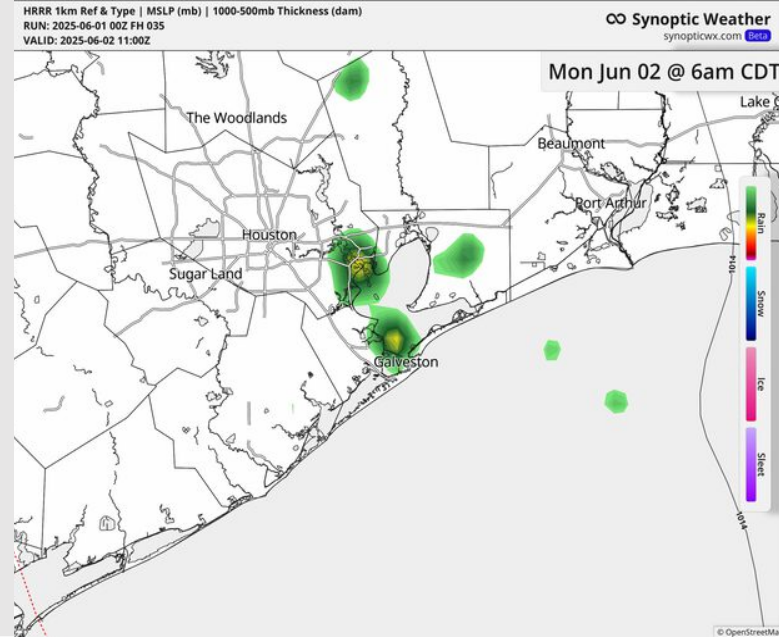 HRRR 1km Ref & Type | MSLP (mb) | 1000-500mb Thickness (dam)
RUN: 2025-06-01 00Z FH 035
VALID: 2025-06-02 11:00Z
Synoptic Weather
synopticwx.com Beta
Mon Jun 02 @ 6am CDT
Lake C
The Woodlands
Beaumont
Port Arthur
Houston
Sugar Land
Galveston
Rain
Snow
Ice
Sleet
1014
1014
© OpenStreetMa